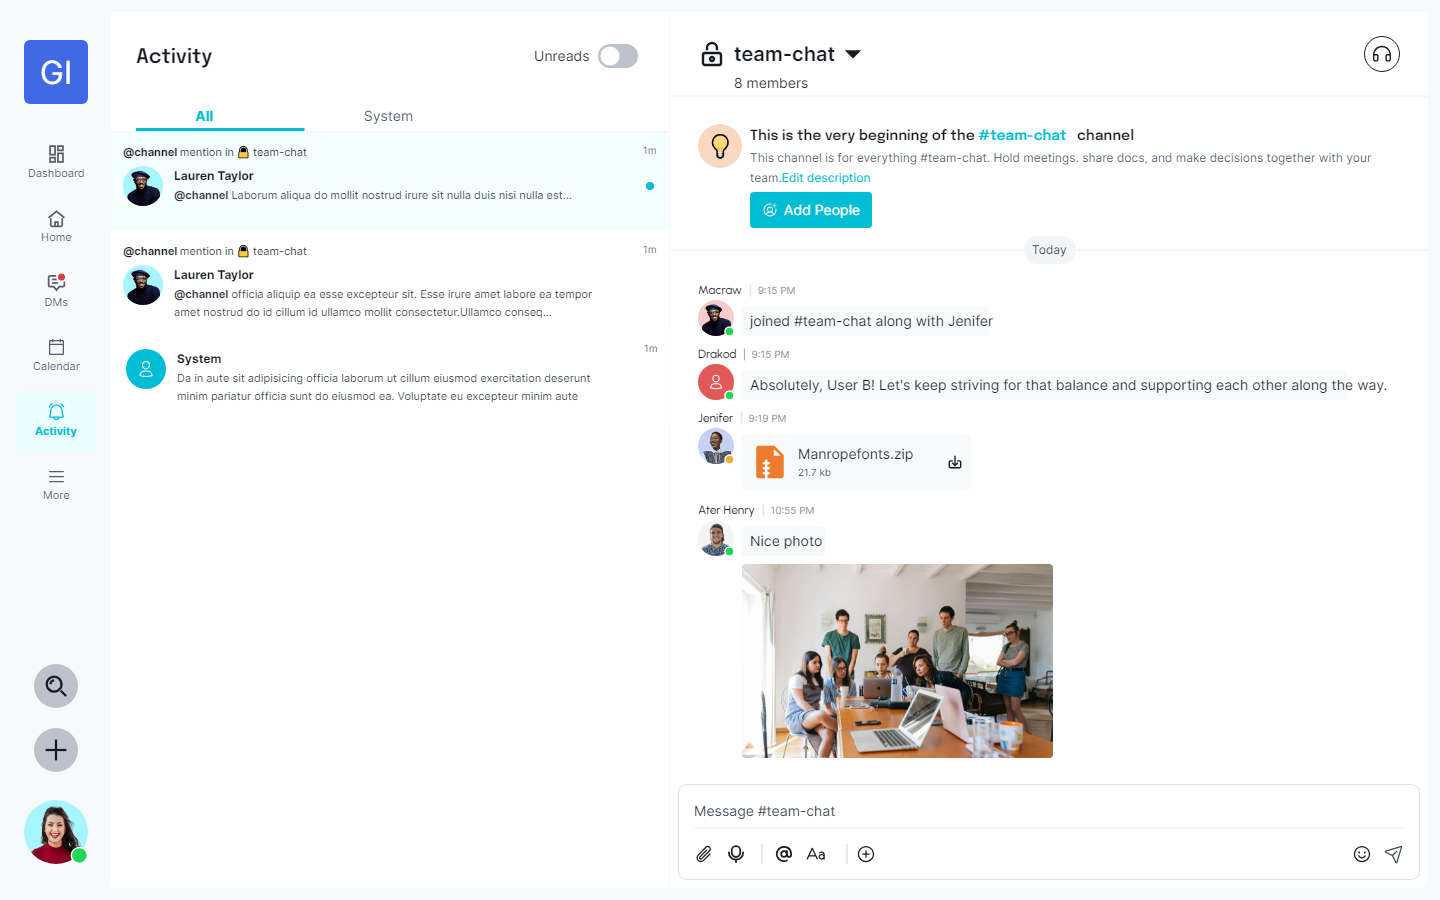 GI
Dashboard
Home
DMs
Calendar
Activity
More
Activity
Unreads
All
System
@channel mention in team-chat
1m
Lauren Taylor
@channel Laborum aliqua do mollit nostrud irure sit nulla duis nisi nulla est...
@channel mention in team-chat
1m
Lauren Taylor
@channel officia aliquip ea esse excepteur sit. Esse irure amet labore ea tempor
amet nostrud do id cillum id ullamco mollit consectetur.Ullamco conseq...
1m
System
Da in aute sit adipisicing officia laborum ut cillum eiusmod exercitation deserunt
minim pariatur officia sunt do eiusmod ea. Voluptate eu excepteur minim aute
team-chat
8 members
This is the very beginning of the #team-chat channel
This channel is for everything #team-chat. Hold meetings. share docs, and make decisions together with your
team.Edit description
Add People
Today
Macraw | 9:15 PM
joined #team-chat along with Jenifer
Drakod | 9:15 PM
Absolutely, User B! Let's keep striving for that balance and supporting each other along the way.
Jenifer | 9:19 PM
Manropefonts.zip
21.7 kb
Ater Henry | 10:55 PM
Nice photo
Message #team-chat
@ Aa